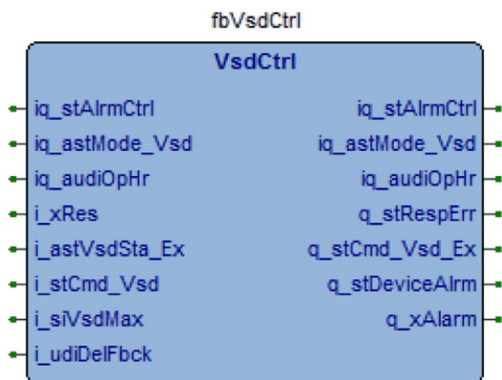 fbVsdCtrl
VsdCtrl
iq_stAlrmCtrl iq_stAlrmCtrl
iq_astMode_Vsd iq_astMode_Vsd
iq_audiOpHr iq_audiOpHr
i_xRes q_stRespErr
i_astVsdSta_Ex q_stCmd_Vsd_Ex
i_stCmd_Vsd q_stDeviceAlrm
i_siVsdMax q_xAlarm
i_udiDelFbck